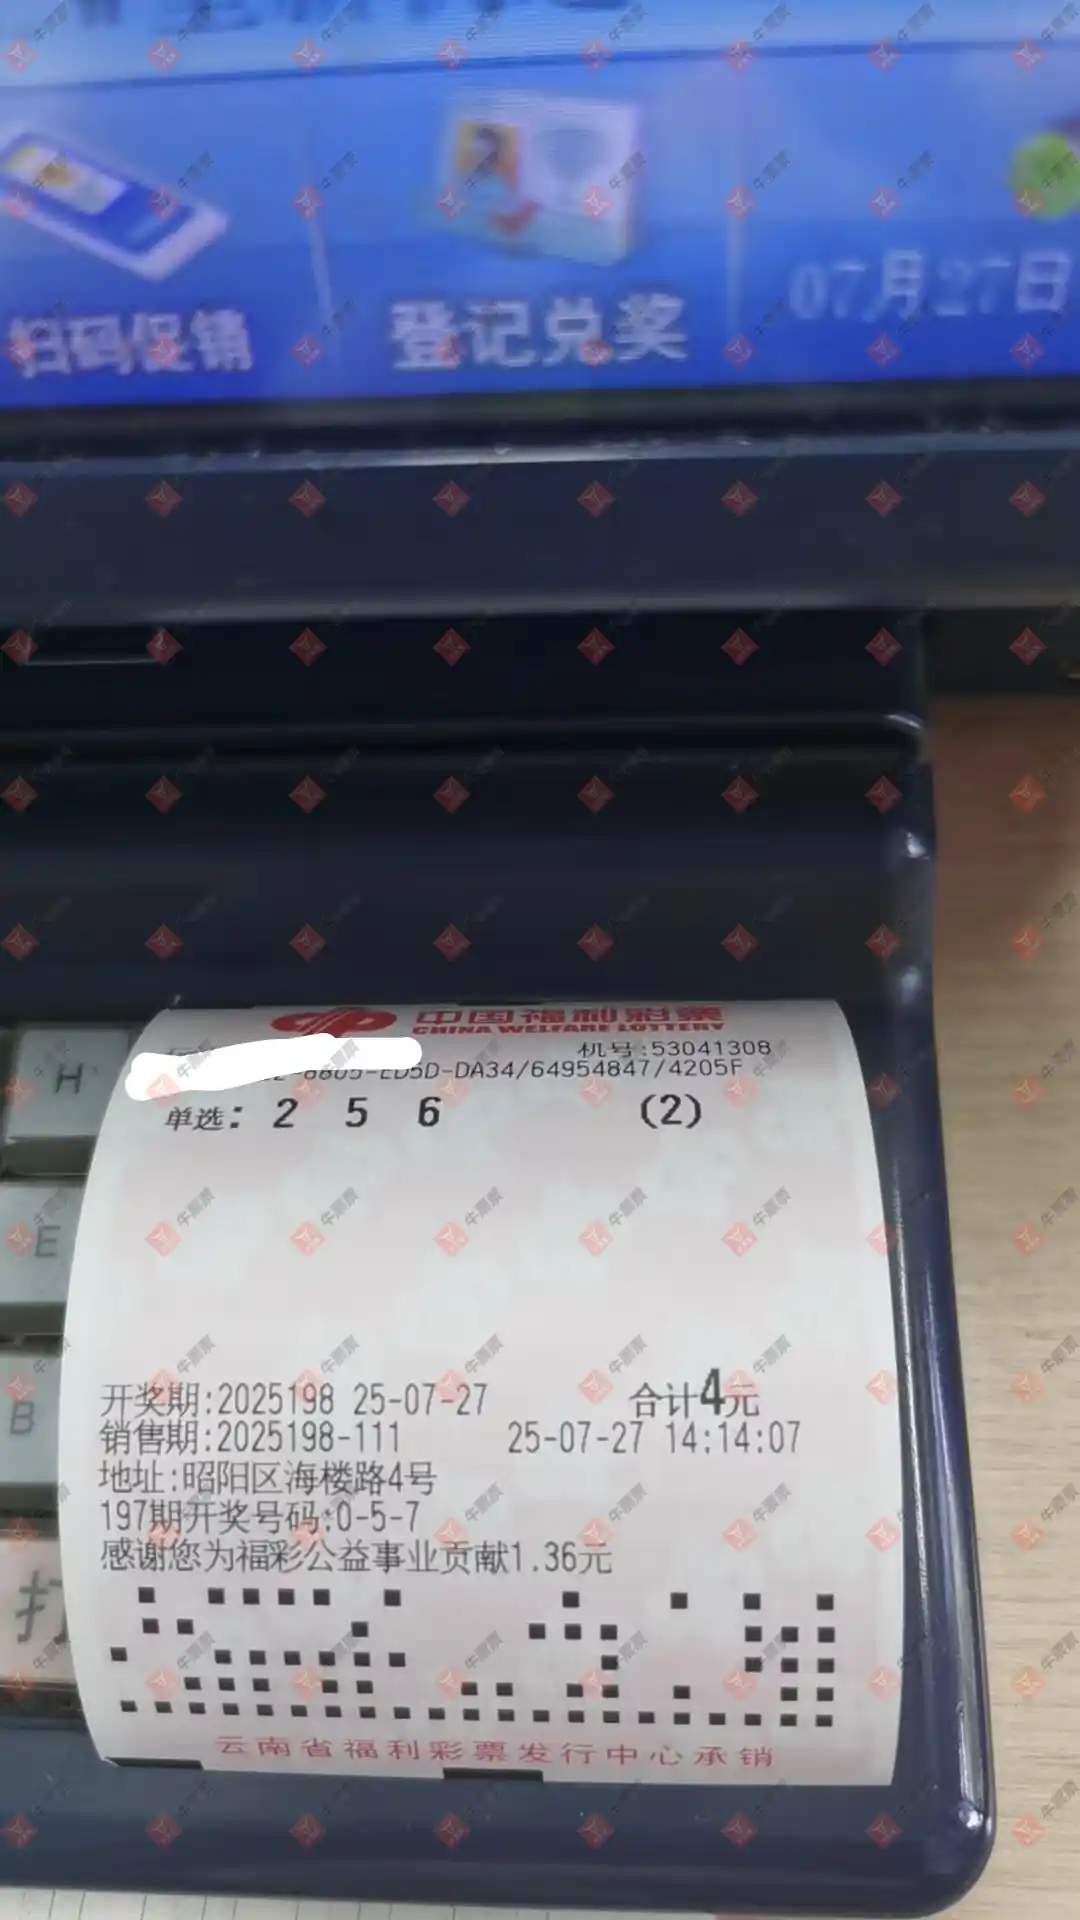 扫码促销
登记兑奖
07月27日
中国福利彩票
CHINA WELFARE LOTTERY
机号:53041308
-ED5D-DA34/64954847/4205F
单选: 2 5 6 (2)
开奖期:2025198 25-07-27 合计4元
销售期:2025198-111 25-07-27 14:14:07
地址:昭阳区海楼路4号
197期开奖号码:0-5-7
感谢您为福彩公益事业贡献1.36元
云南省福利彩票发行中心承销
H
E
B
打
牛票票